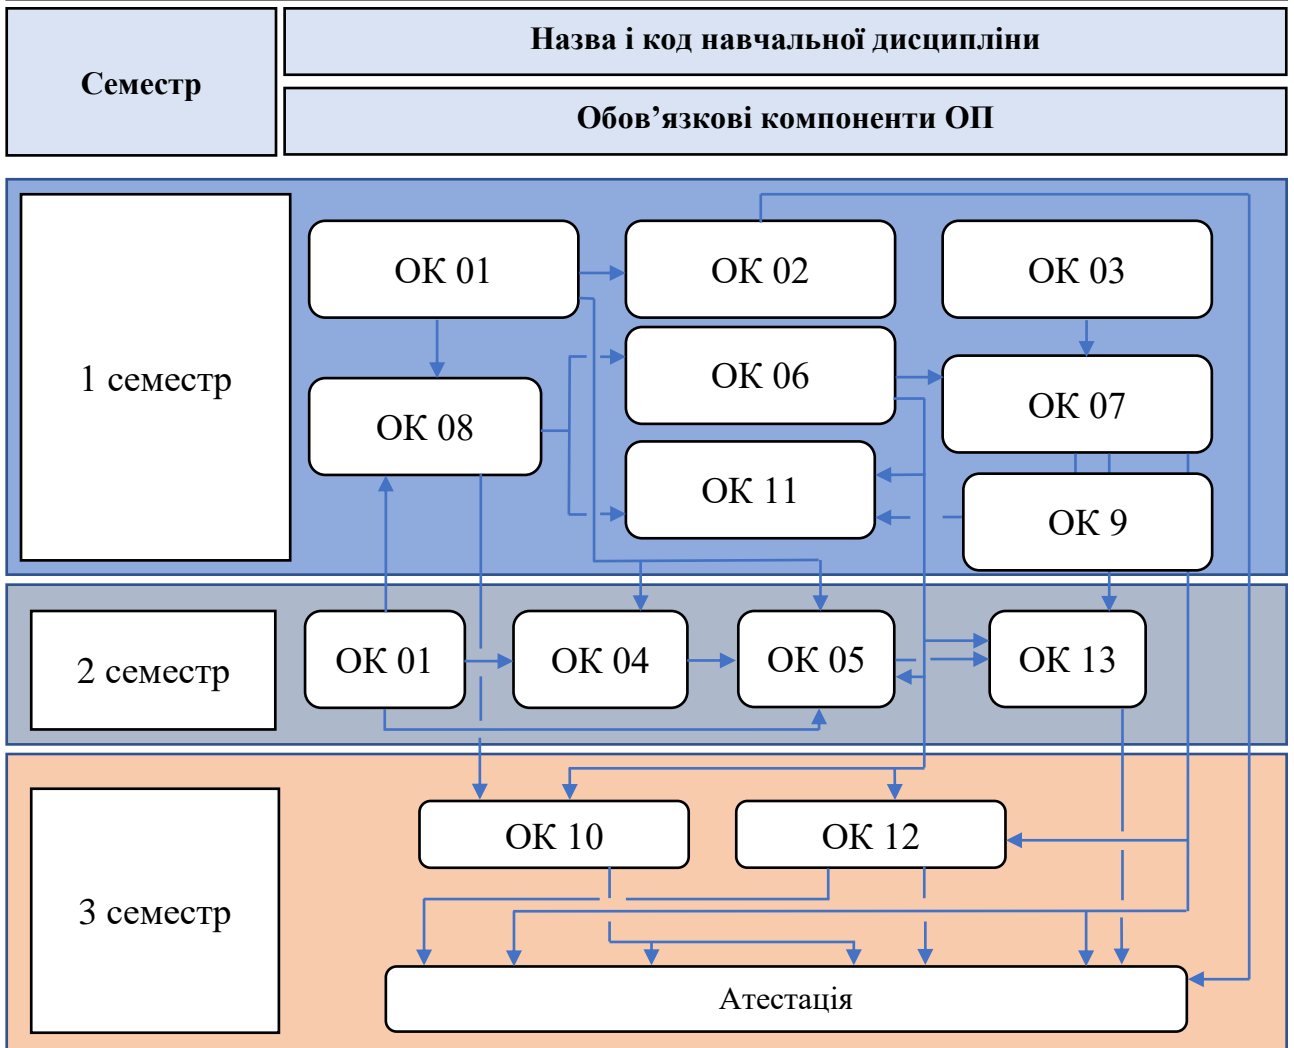 Семестр
Назва і код навчальної дисципліни
Обов’язкові компоненти ОП
1 семестр
ОК 01
ОК 02
ОК 03
ОК 06
ОК 07
ОК 08
ОК 11
ОК 9
2 семестр
ОК 01
ОК 04
ОК 05
ОК 13
3 семестр
ОК 10
ОК 12
Атестація